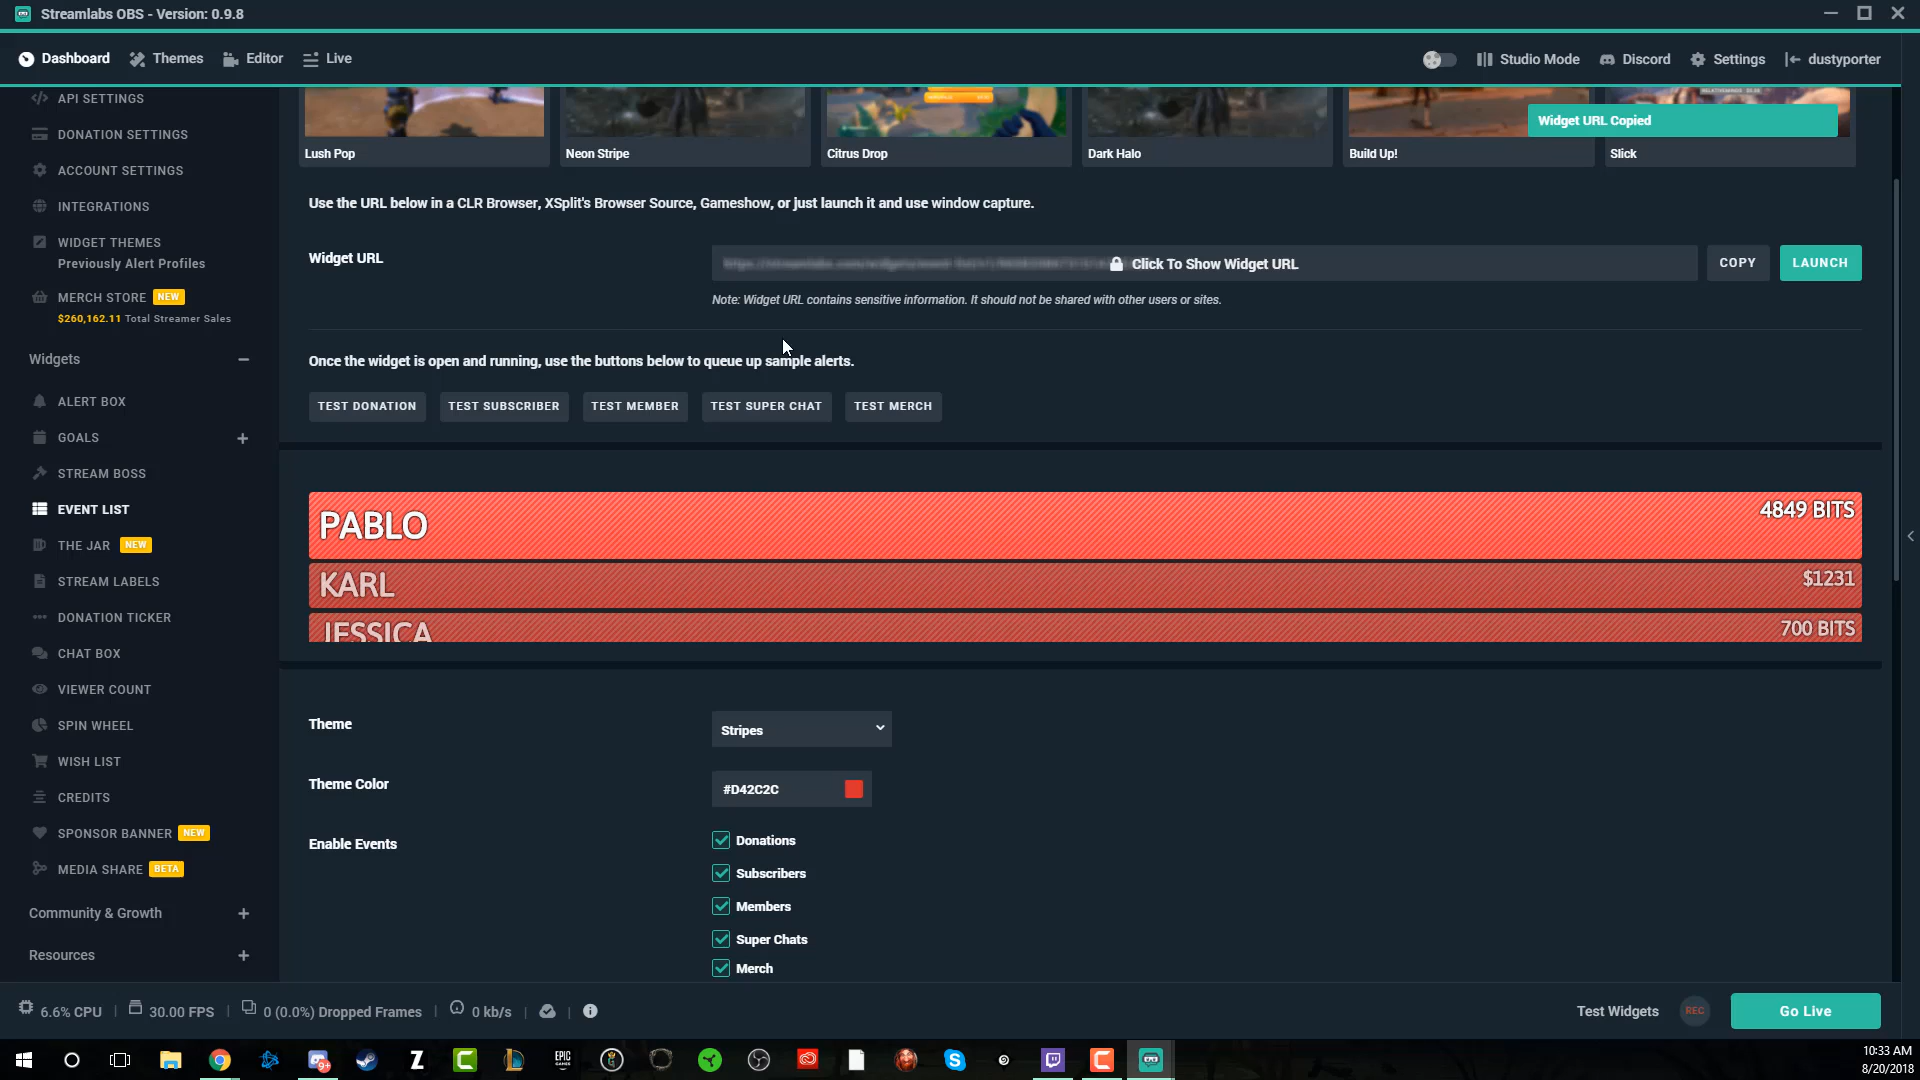 Streamlabs OBS - Version: 0.9.8
Dashboard
Themes
Editor
Live
Studio Mode
Discord
Settings
dustyporter
API SETTINGS
DONATION SETTINGS
ACCOUNT SETTINGS
INTEGRATIONS
WIDGET THEMES
Previously Alert Profiles
MERCH STORE NEW
$260,162.11 Total Streamer Sales
Widgets
ALERT BOX
GOALS
STREAM BOSS
EVENT LIST
THE JAR NEW
STREAM LABELS
DONATION TICKER
CHAT BOX
VIEWER COUNT
SPIN WHEEL
WISH LIST
CREDITS
SPONSOR BANNER NEW
MEDIA SHARE BETA
Community & Growth
Resources
Widget URL Copied
Lush Pop
Neon Stripe
Citrus Drop
Dark Halo
Build Up!
Slick
Use the URL below in a CLR Browser, XSplit's Browser Source, Gameshow, or just launch it and use window capture.
Widget URL
Click To Show Widget URL
COPY
LAUNCH
Note: Widget URL contains sensitive information. It should not be shared with other users or sites.
Once the widget is open and running, use the buttons below to queue up sample alerts.
TEST DONATION
TEST SUBSCRIBER
TEST MEMBER
TEST SUPER CHAT
TEST MERCH
PABLO
4849 BITS
KARL
$1231
JESSICA
700 BITS
Theme
Stripes
Theme Color
#D42C2C
Enable Events
Donations
Subscribers
Members
Super Chats
Merch
6.6% CPU
30.00 FPS
0 (0.0%) Dropped Frames
0 kb/s
Test Widgets
REC
Go Live
9+
EPIC
GAMES
10:33 AM
8/20/2018